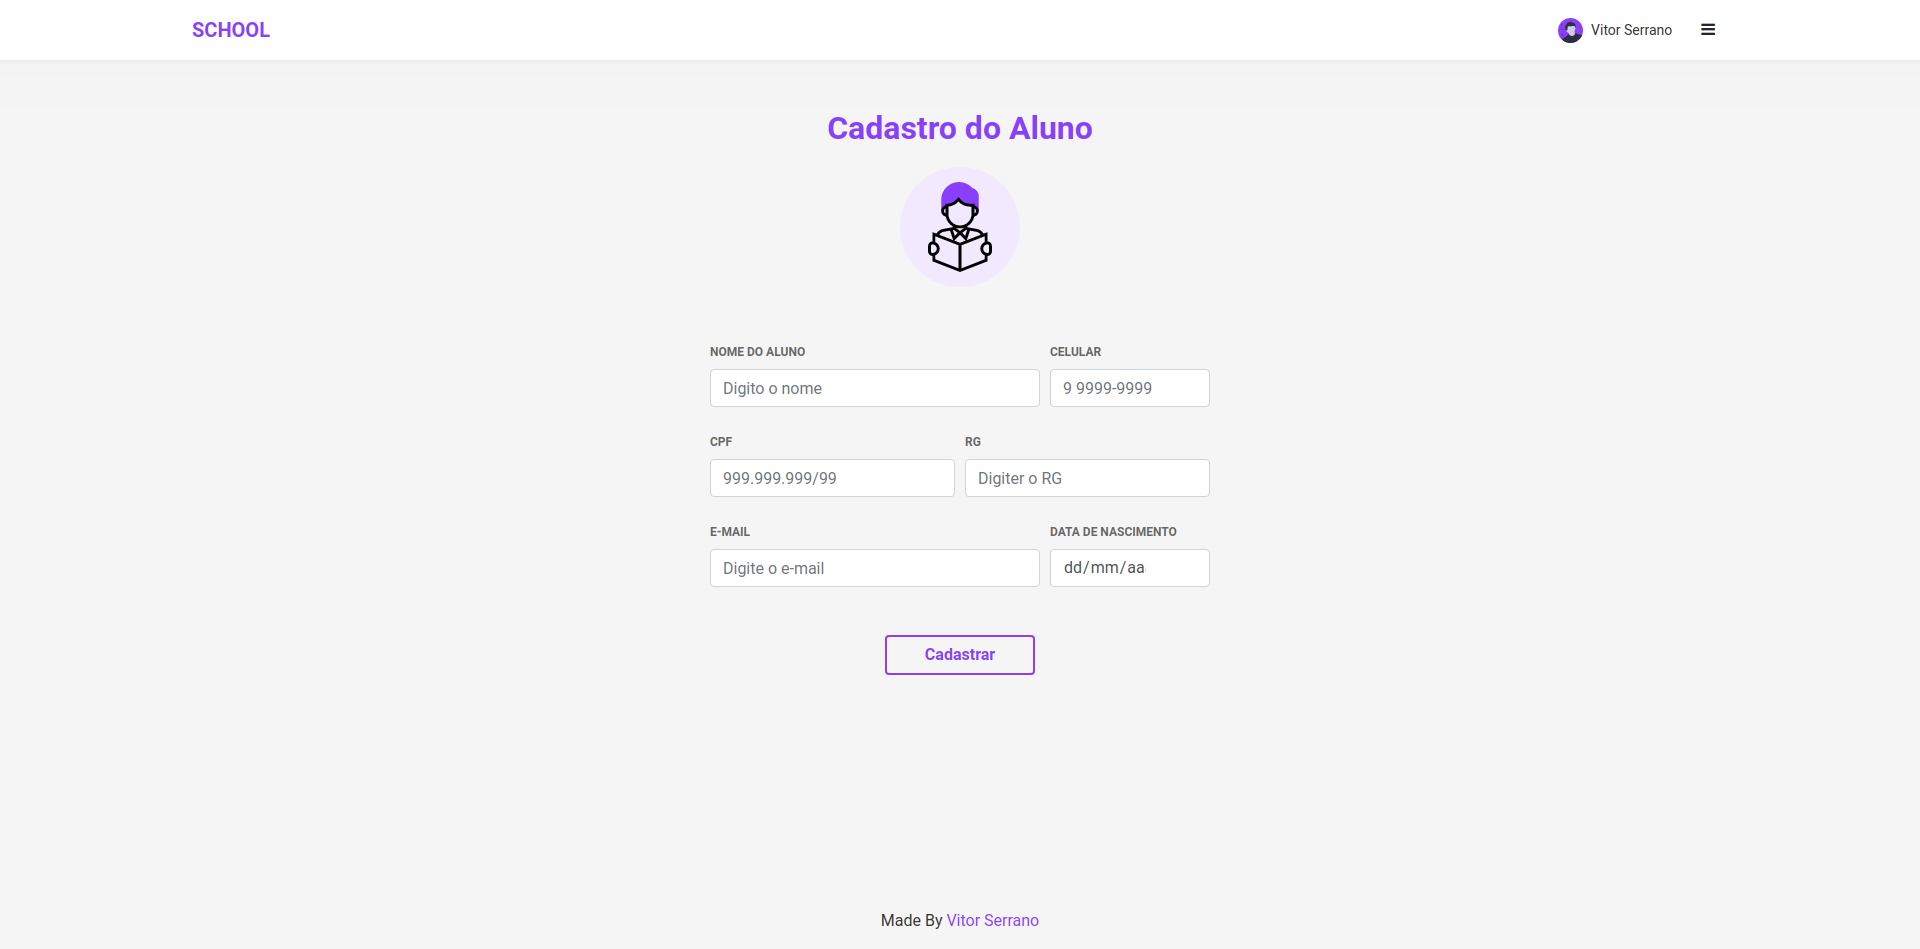 SCHOOL
Vitor Serrano
Cadastro do Aluno
NOME DO ALUNO
CELULAR
Digito o nome
9 9999-9999
CPF
RG
999.999.999/99
Digiter o RG
E-MAIL
DATA DE NASCIMENTO
Digite o e-mail
dd/mm/aa
Cadastrar
Made By Vitor Serrano